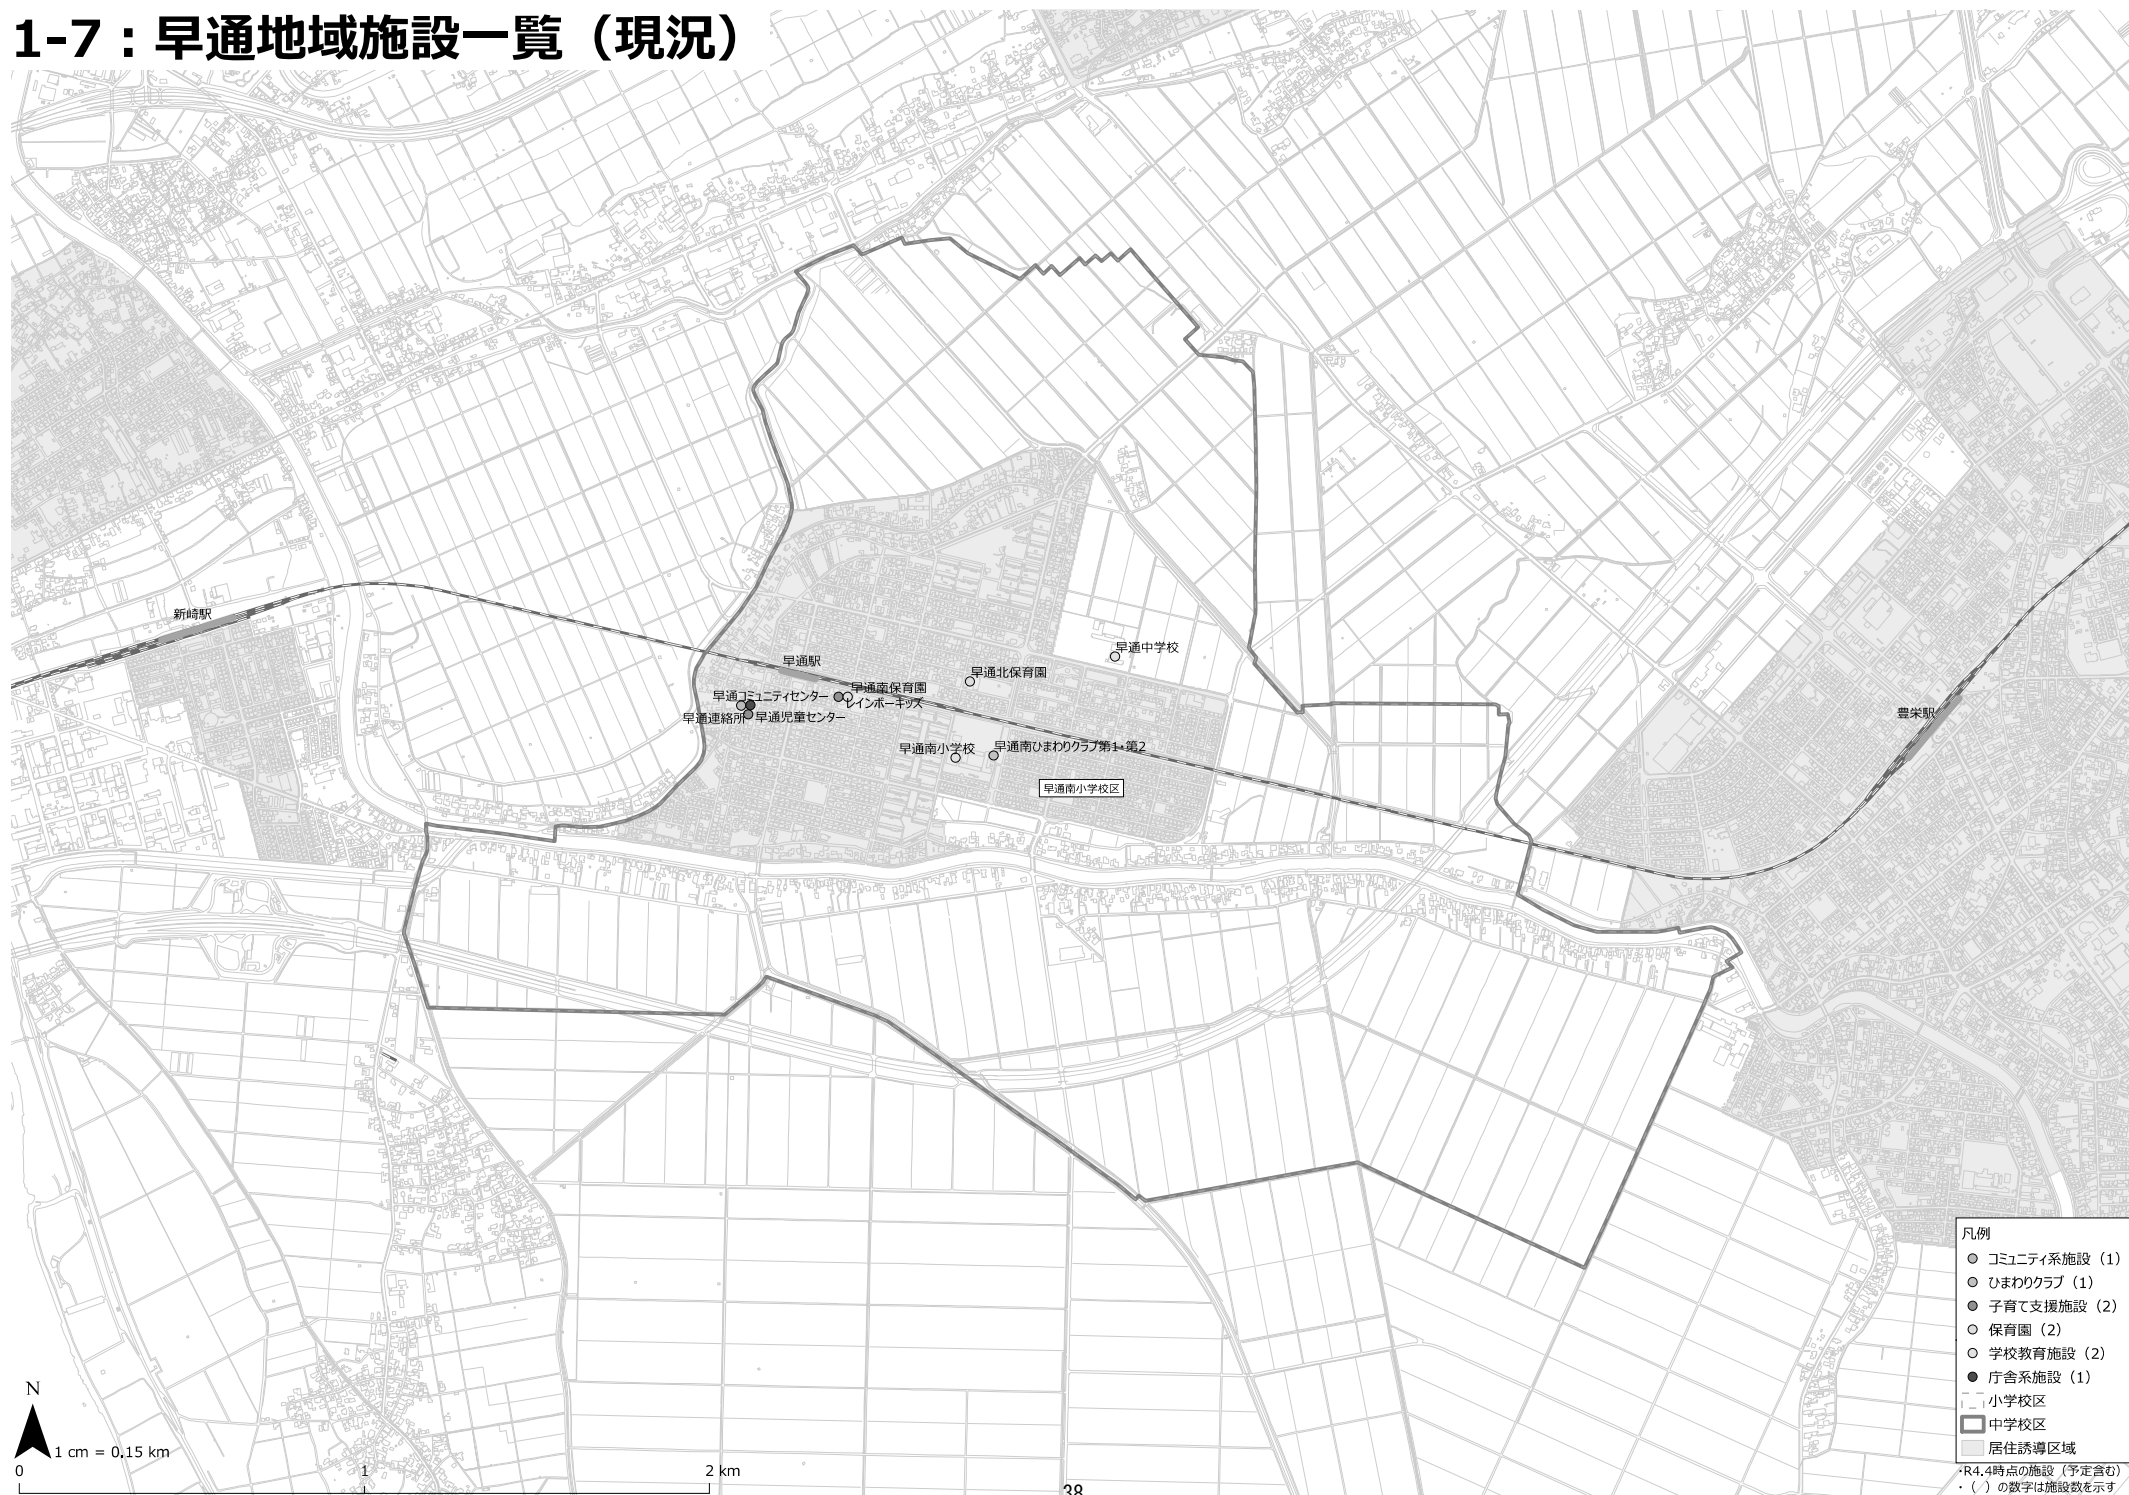 1-7：早通地域施設一覧（現況）
新崎駅
早通駅
早通中学校
早通北保育園
早通南保育園
早通コミュニティセンター
レインボーキッズ
早通連絡所
早通児童センター
豊栄駅
早通南小学校
早通南ひまわりクラブ第1・第2
早通南小学校区
凡例
コミュニティ系施設（1）
ひまわりクラブ（1）
子育て支援施設（2）
保育園（2）
学校教育施設（2）
庁舎系施設（1）
小学校区
中学校区
居住誘導区域
・R4.4時点の施設（予定含む）
・（ ）の数字は施設数を示す
N
1 cm = 0.15 km
0 1 2 km
38